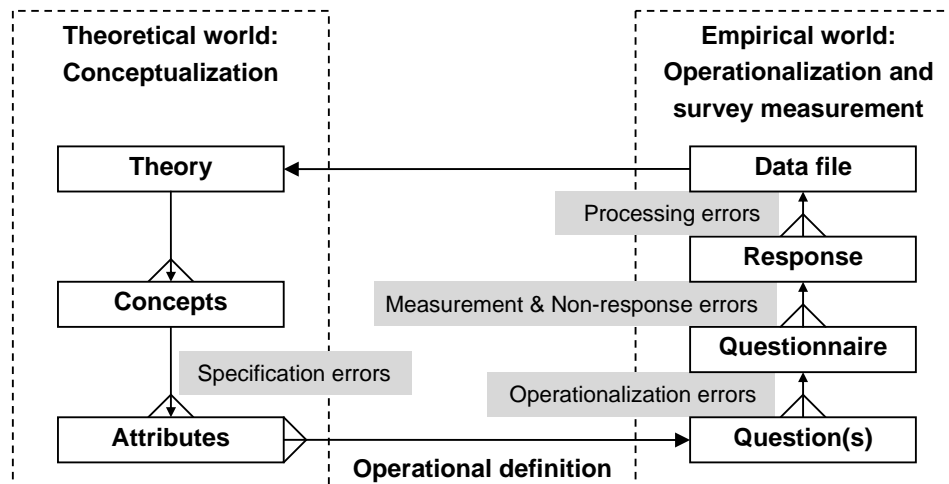 Theoretical world:
Conceptualization
Empirical world:
Operationalization and
survey measurement
Theory
Data file
Processing errors
Response
Concepts
Measurement & Non-response errors
Questionnaire
Specification errors
Operationalization errors
Attributes
Question(s)
Operational definition